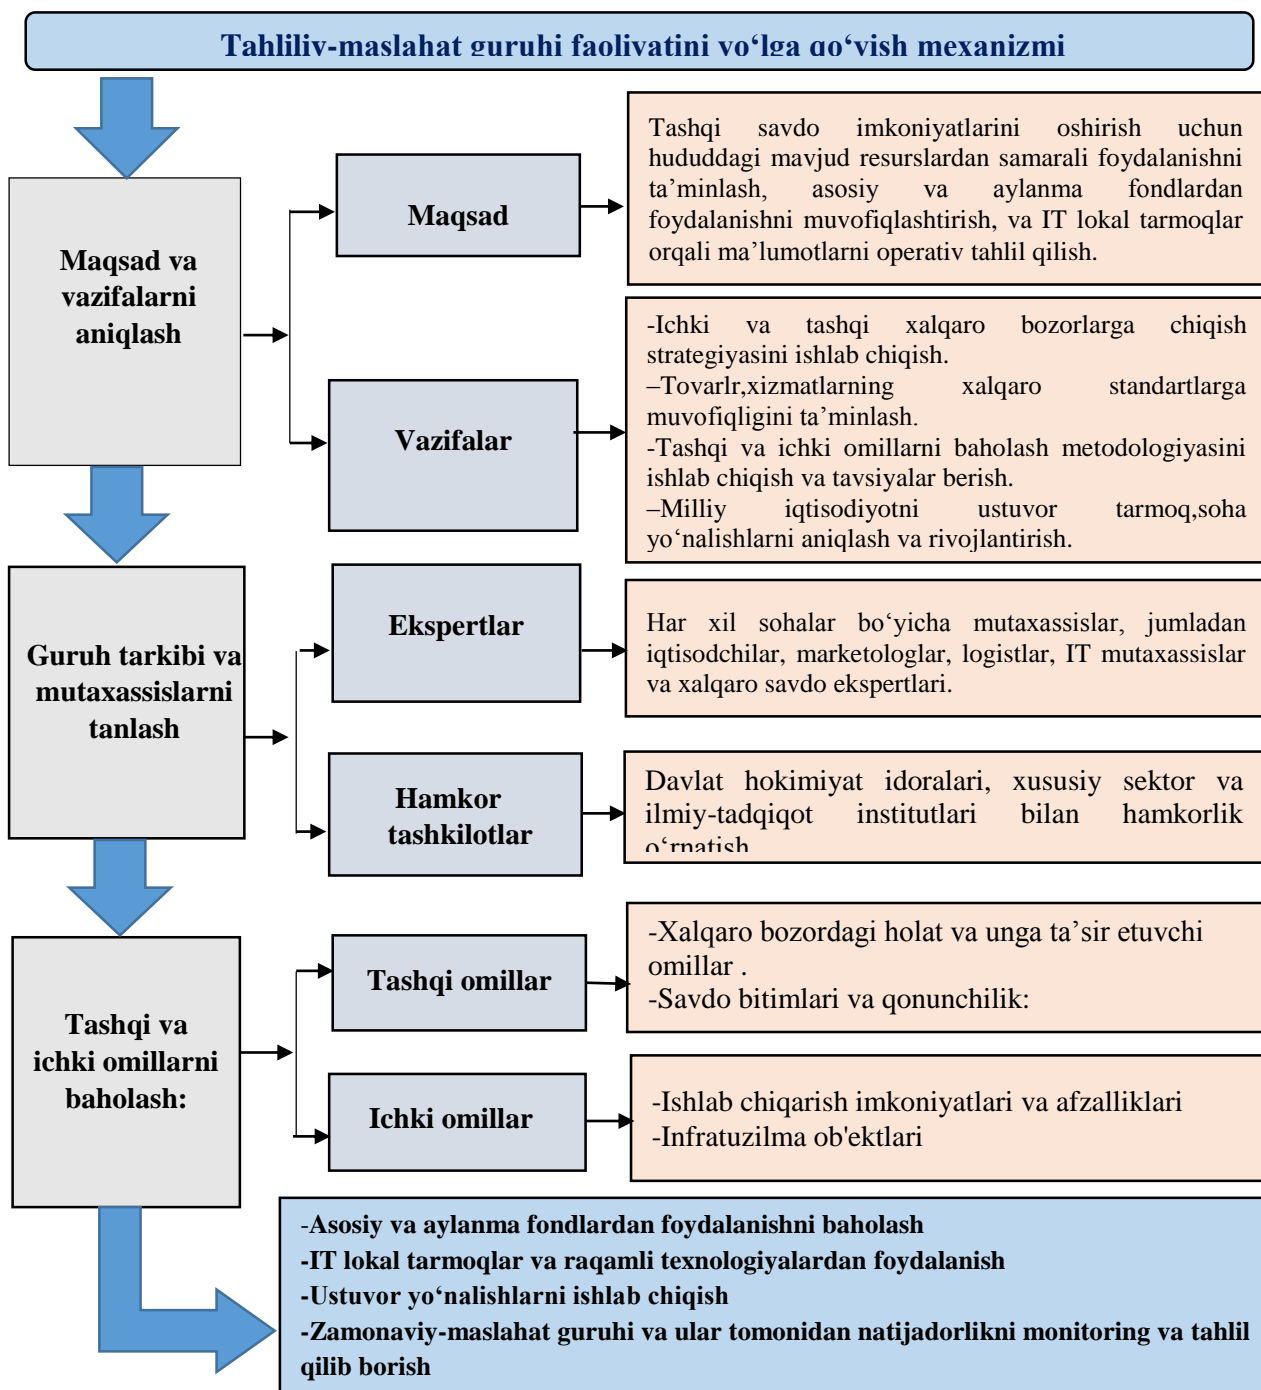 Tahliliy-maslahat guruhi faoliyatini yo‘lga qo‘yish mexanizmi
Maqsad va
vazifalarni
aniqlash
Maqsad
Tashqi savdo imkoniyatlarini oshirish uchun
hududdagi mavjud resurslardan samarali foydalanishni
ta’minlash, asosiy va aylanma fondlardan
foydalanishni muvofiqlashtirish, va IT lokal tarmoqlar
orqali ma’lumotlarni operativ tahlil qilish.
Vazifalar
-Ichki va tashqi xalqaro bozorlarga chiqish
strategiyasini ishlab chiqish.
–Tovarlr,xizmatlarning xalqaro standartlarga
muvofiqligini ta’minlash.
-Tashqi va ichki omillarni baholash metodologiyasini
ishlab chiqish va tavsiyalar berish.
–Milliy iqtisodiyotni ustuvor tarmoq,soha
yo‘nalishlarni aniqlash va rivojlantirish.
Guruh tarkibi va
mutaxassislarni
tanlash
Ekspertlar
Har xil sohalar bo‘yicha mutaxassislar, jumladan
iqtisodchilar, marketologlar, logistlar, IT mutaxassislar
va xalqaro savdo ekspertlari.
Hamkor
tashkilotlar
Davlat hokimiyat idoralari, xususiy sektor va
ilmiy-tadqiqot institutlari bilan hamkorlik
o‘rnatish
Tashqi va
ichki omillarni
baholash:
Tashqi omillar
-Xalqaro bozordagi holat va unga ta’sir etuvchi
omillar .
-Savdo bitimlari va qonunchilik:
Ichki omillar
-Ishlab chiqarish imkoniyatlari va afzalliklari
-Infratuzilma ob'ektlari
-Asosiy va aylanma fondlardan foydalanishni baholash
-IT lokal tarmoqlar va raqamli texnologiyalardan foydalanish
-Ustuvor yo‘nalishlarni ishlab chiqish
-Zamonaviy-maslahat guruhi va ular tomonidan natijadorlikni monitoring va tahlil
qilib borish